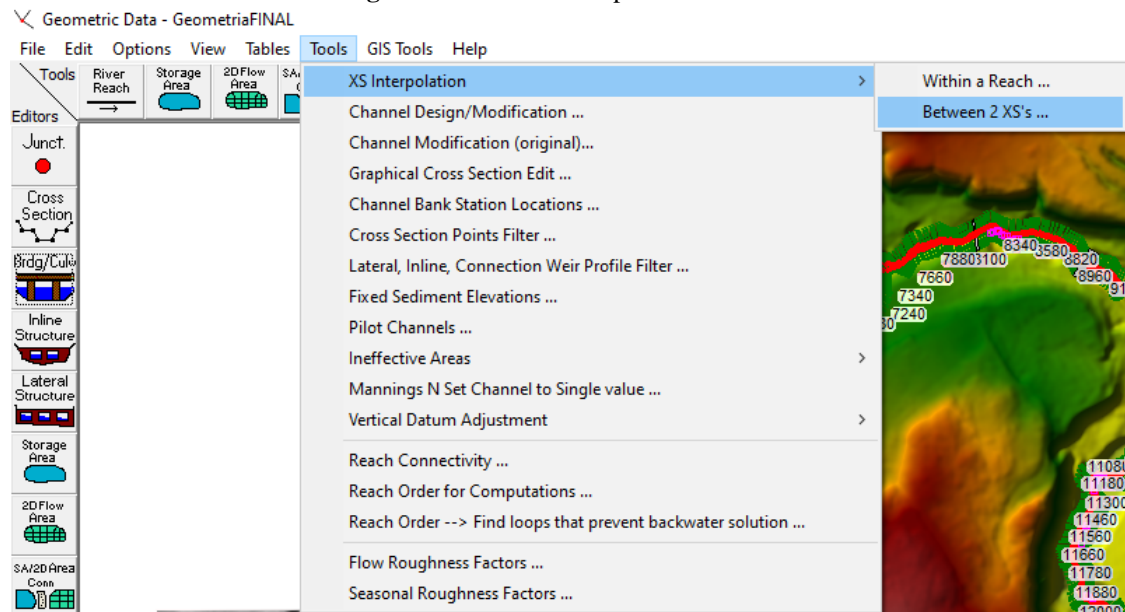 Geometric Data - GeometriaFINAL
File Edit Options View Tables Tools GIS Tools Help
Tools
Editors
River
Reach
Storage
Area
2D Flow
Area
XS Interpolation
Within a Reach ...
Between 2 XS's ...
Channel Design/Modification ...
Channel Modification (original)...
Graphical Cross Section Edit ...
Channel Bank Station Locations ...
Cross Section Points Filter ...
Lateral, Inline, Connection Weir Profile Filter ...
Fixed Sediment Elevations ...
Pilot Channels ...
Ineffective Areas
Mannings N Set Channel to Single value ...
Vertical Datum Adjustment
Reach Connectivity ...
Reach Order for Computations ...
Reach Order --> Find loops that prevent backwater solution ...
Flow Roughness Factors ...
Seasonal Roughness Factors ...
Junct.
Cross
Section
Brdg/Culv
Inline
Structure
Lateral
Structure
Storage
Area
2D Flow
Area
SA/2D Area
Conn
8340
3580
8820
7880
3100
8960
7660
7340
7240
11180
11300
11460
11560
11660
11780
11880